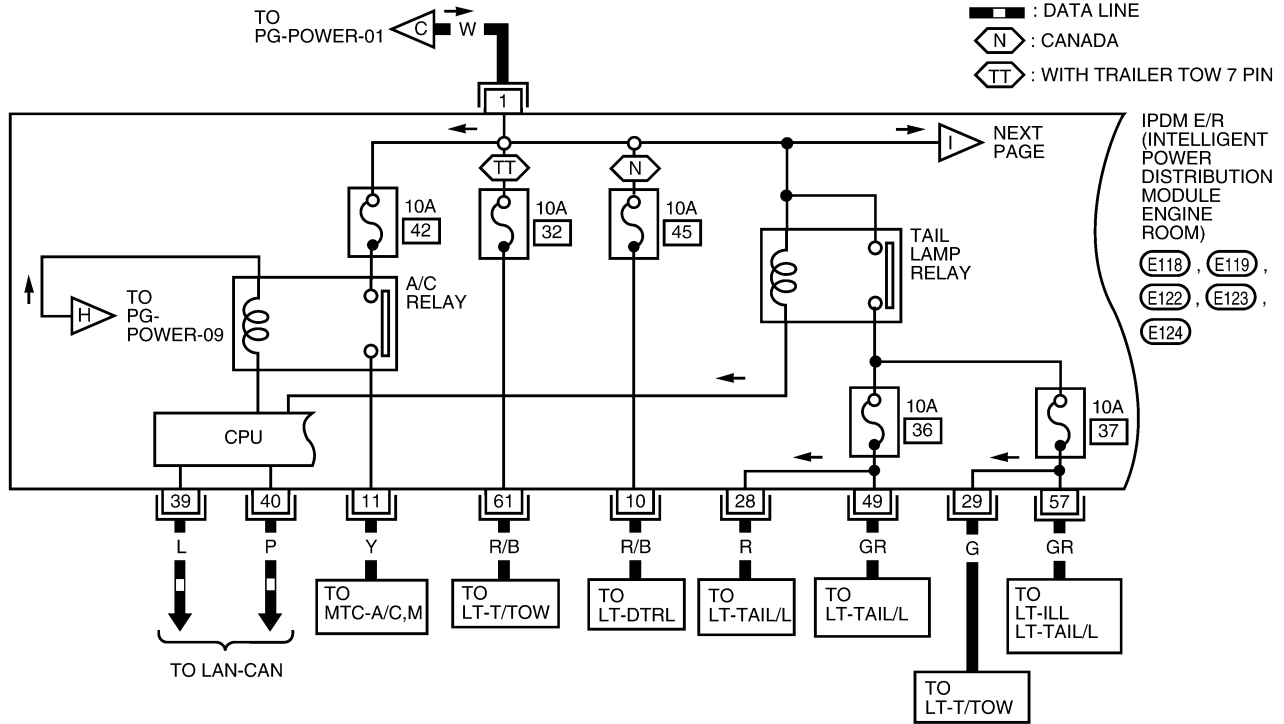 TO
PG-POWER-01
C
W
: DATA LINE
N
: CANADA
TT
: WITH TRAILER TOW 7 PIN
1
I
NEXT
PAGE
IPDM E/R
(INTELLIGENT
POWER
DISTRIBUTION
MODULE
ENGINE
ROOM)
E118 , E119 ,
E122 , E123 ,
E124
TT
N
10A
42
10A
32
10A
45
TAIL
LAMP
RELAY
A/C
RELAY
H
TO
PG-
POWER-09
10A
36
10A
37
CPU
39
40
11
61
10
28
49
29
57
L
P
Y
R/B
R/B
R
GR
G
GR
TO
MTC-A/C,M
TO
LT-T/TOW
TO
LT-DTRL
TO
LT-TAIL/L
TO
LT-TAIL/L
TO
LT-ILL
LT-TAIL/L
TO LAN-CAN
TO
LT-T/TOW